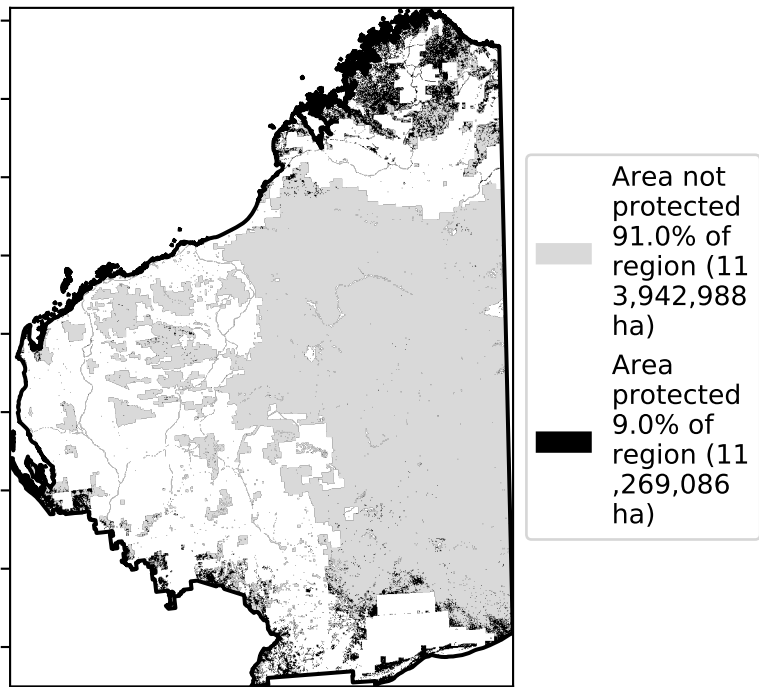 Area not
protected
91.0% of
region (11
3,942,988
ha)
Area
protected
9.0% of
region (11
,269,086
ha)